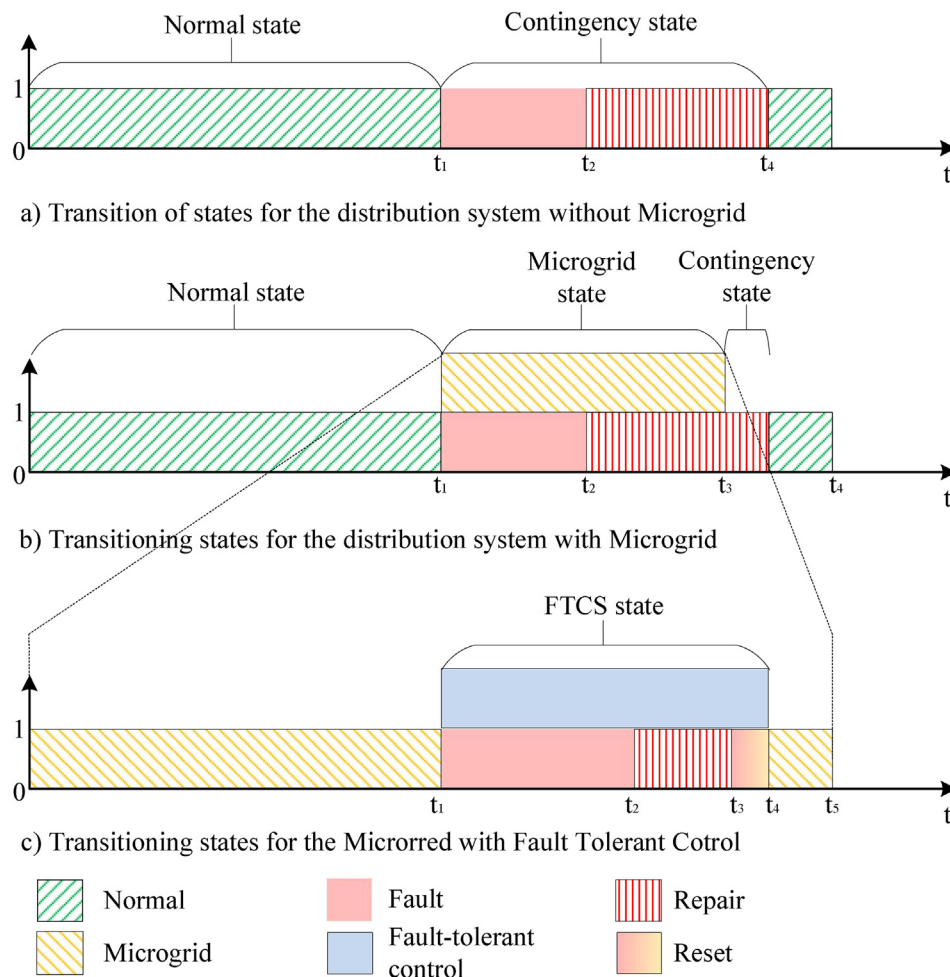 Normal state
Contingency state
1
0
t₁
t₂
t₄
t
a) Transition of states for the distribution system without Microgrid
Normal state
Microgrid
state
Contingency
state
1
0
t₁
t₂
t₃
t₄
t
b) Transitioning states for the distribution system with Microgrid
FTCS state
1
0
t₁
t₂
t₃
t₄
t₅
t
c) Transitioning states for the Microrred with Fault Tolerant Cotrol
Normal
Fault
Repair
Microgrid
Fault-tolerant
control
Reset